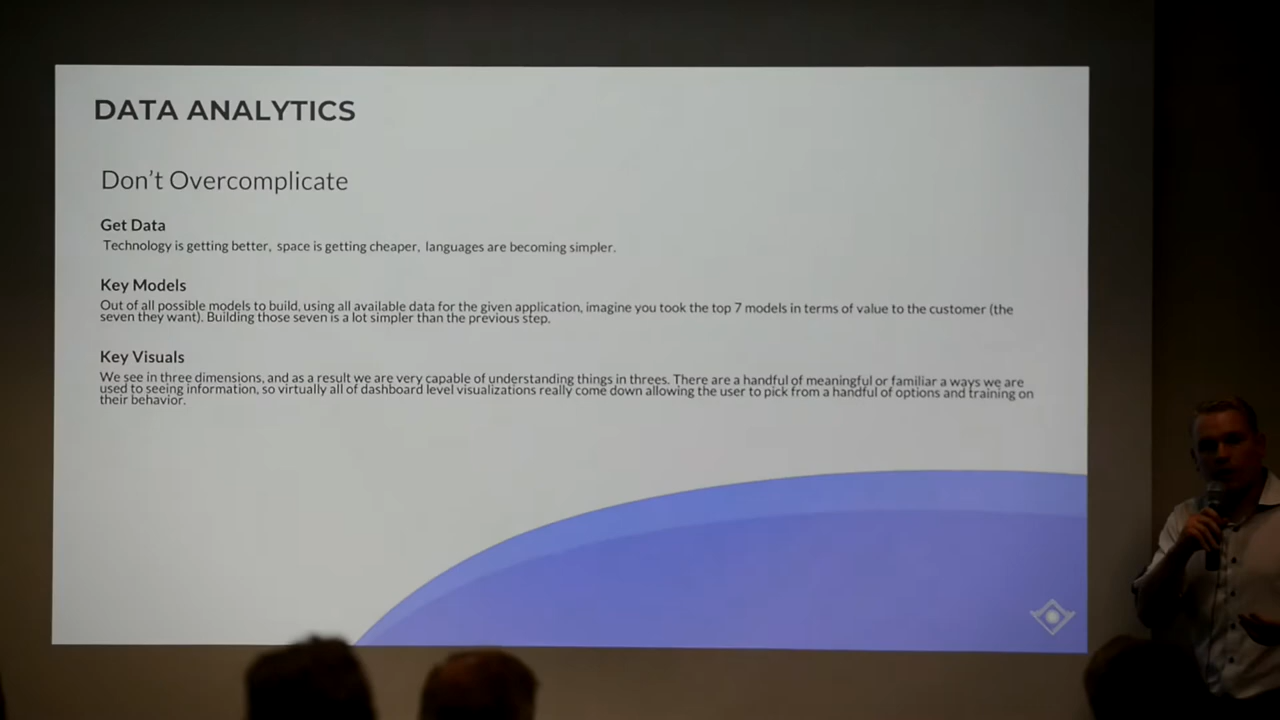 DATA ANALYTICS
Don't Overcomplicate
Get Data
Technology is getting better, space is getting cheaper, languages are becoming simpler.
Key Models
Out of all possible models to build, using all available data for the given application, imagine you took the top 7 models in terms of value to the customer (the
seven they want). Building those seven is a lot simpler than the previous step.
Key Visuals
We see in three dimensions, and as a result we are very capable of understanding things in threes. There are a handful of meaningful or familiar a ways we are
used to seeing information, so virtually all of dashboard level visualizations really come down allowing the user to pick from a handful of options and training on
their behavior.